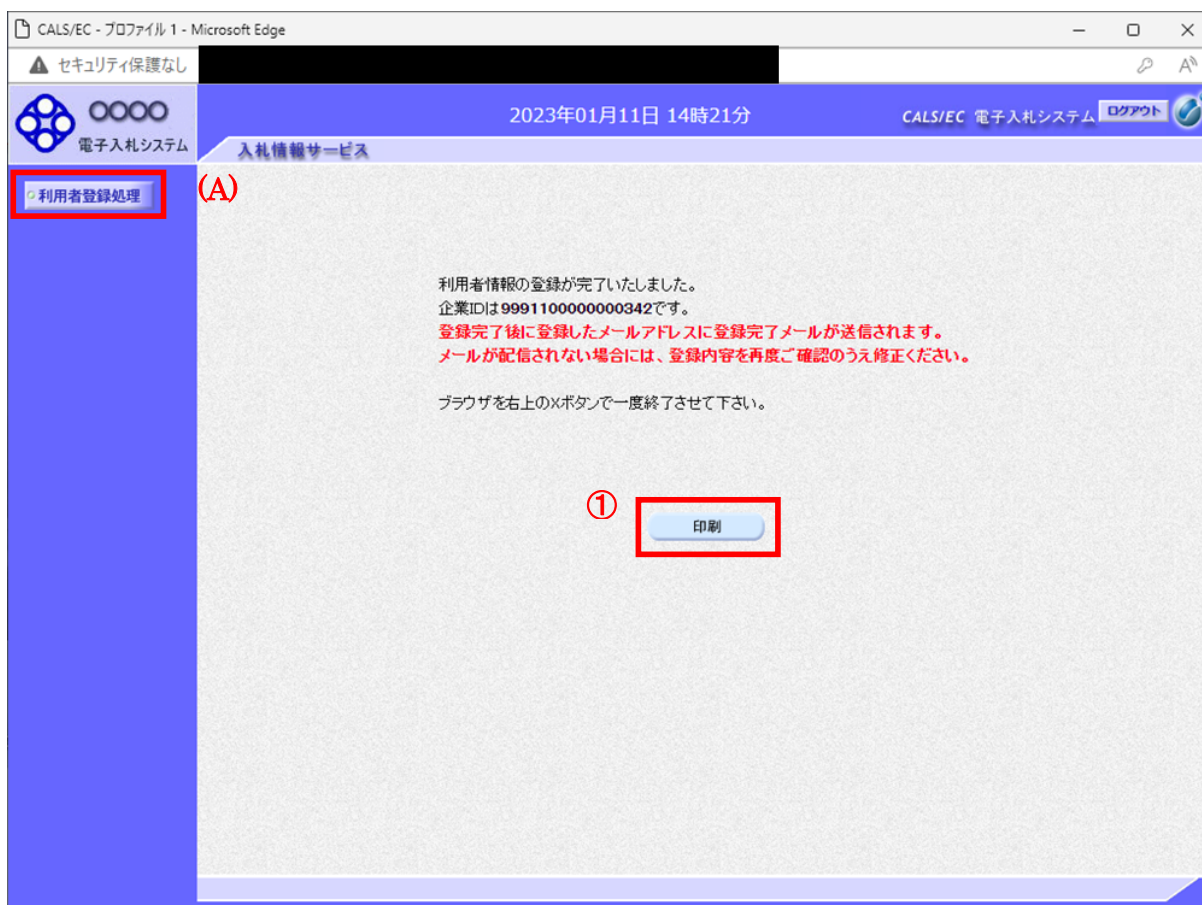 CALS/EC - プロファイル 1 - Microsoft Edge
セキュリティ保護なし
〇〇〇〇
電子入札システム
2023年01月11日 14時21分
CALS/EC 電子入札システム
ログアウト
入札情報サービス
利用者登録処理
(A)
利用者情報の登録が完了いたしました。
企業IDは9991100000000342です。
登録完了後に登録したメールアドレスに登録完了メールが送信されます。
メールが配信されない場合には、登録内容を再度ご確認のうえ修正ください。
ブラウザを右上のXボタンで一度終了させて下さい。
①
印刷